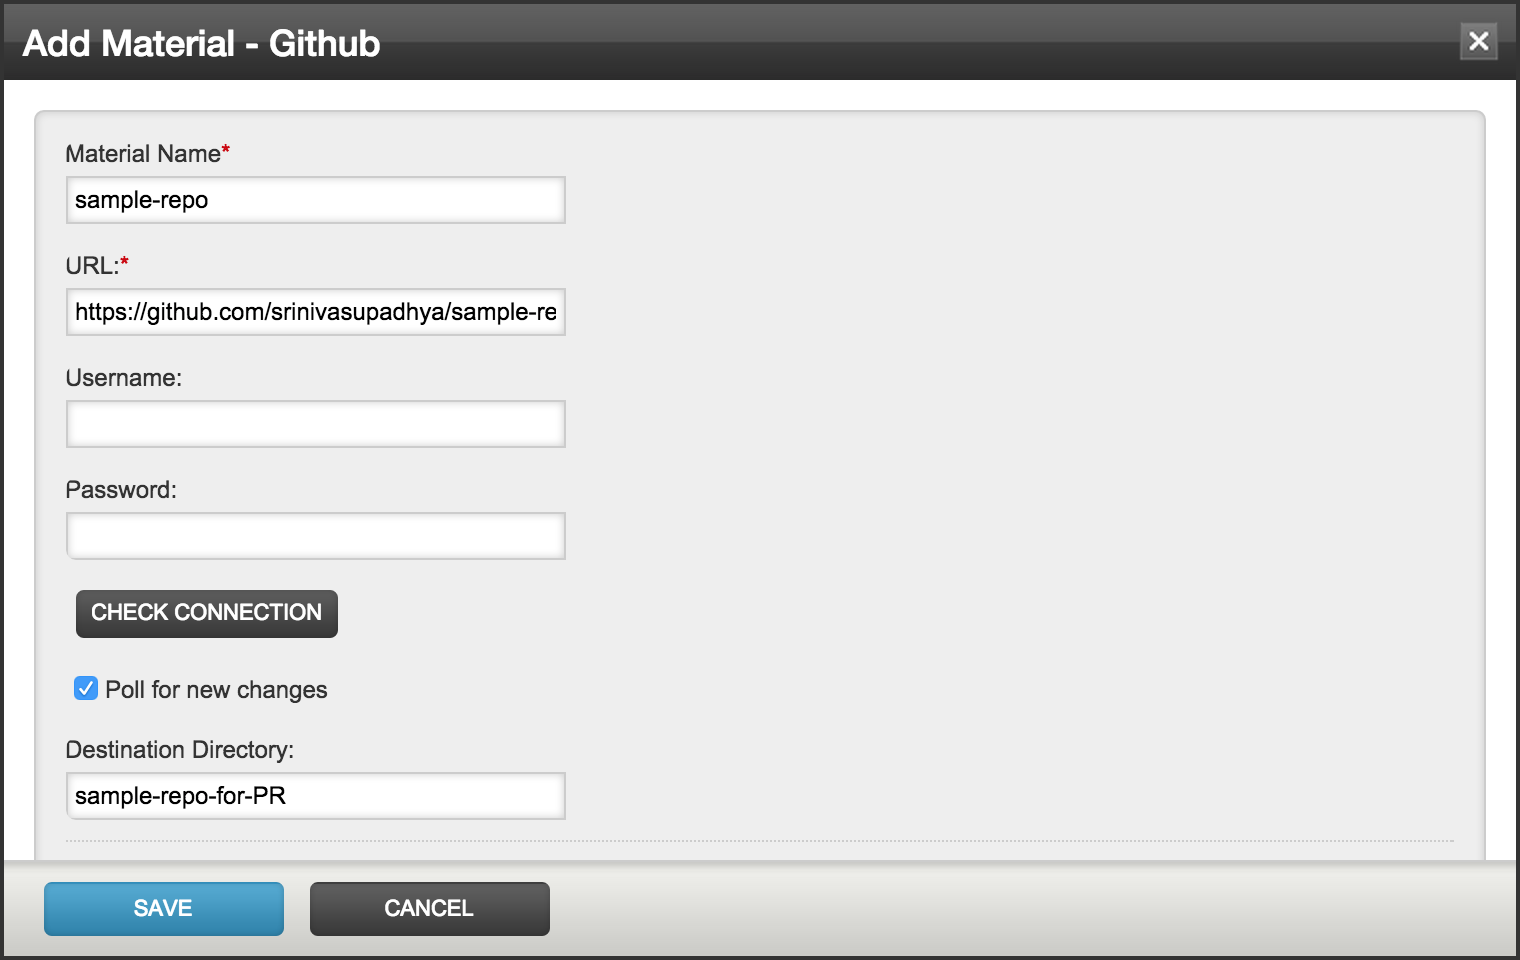 Add Material - Github
Material Name*
sample-repo
URL:*
https://github.com/srinivasupadhya/sample-re
Username:
Password:
CHECK CONNECTION
Poll for new changes
Destination Directory:
sample-repo-for-PR
SAVE
CANCEL